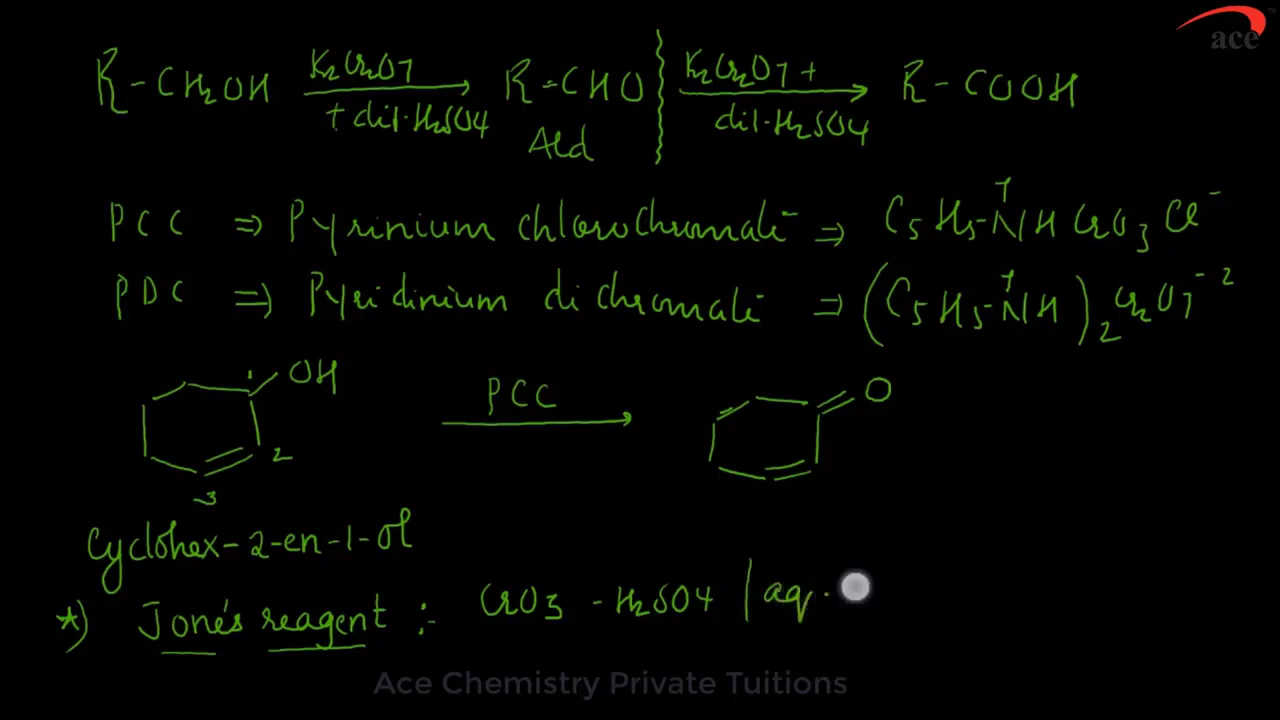 ace
R-CH2OH K2Cr2O7 + dil·H2SO4 R-CHO Ald K2Cr2O7 + dil·H2SO4 R-COOH
PCC ⇒ Pyrinium chlorochromate ⇒ C5H5-N+H CrO3Cl-
PDC ⇒ Pyridinium dichromate ⇒ (C5H5-N+H)2 Cr2O7-2
1 OH 2 3 PCC O
Cyclohex-2-en-1-ol
*) Jone's reagent :- CrO3 - H2SO4 | aq.
Ace Chemistry Private Tuitions